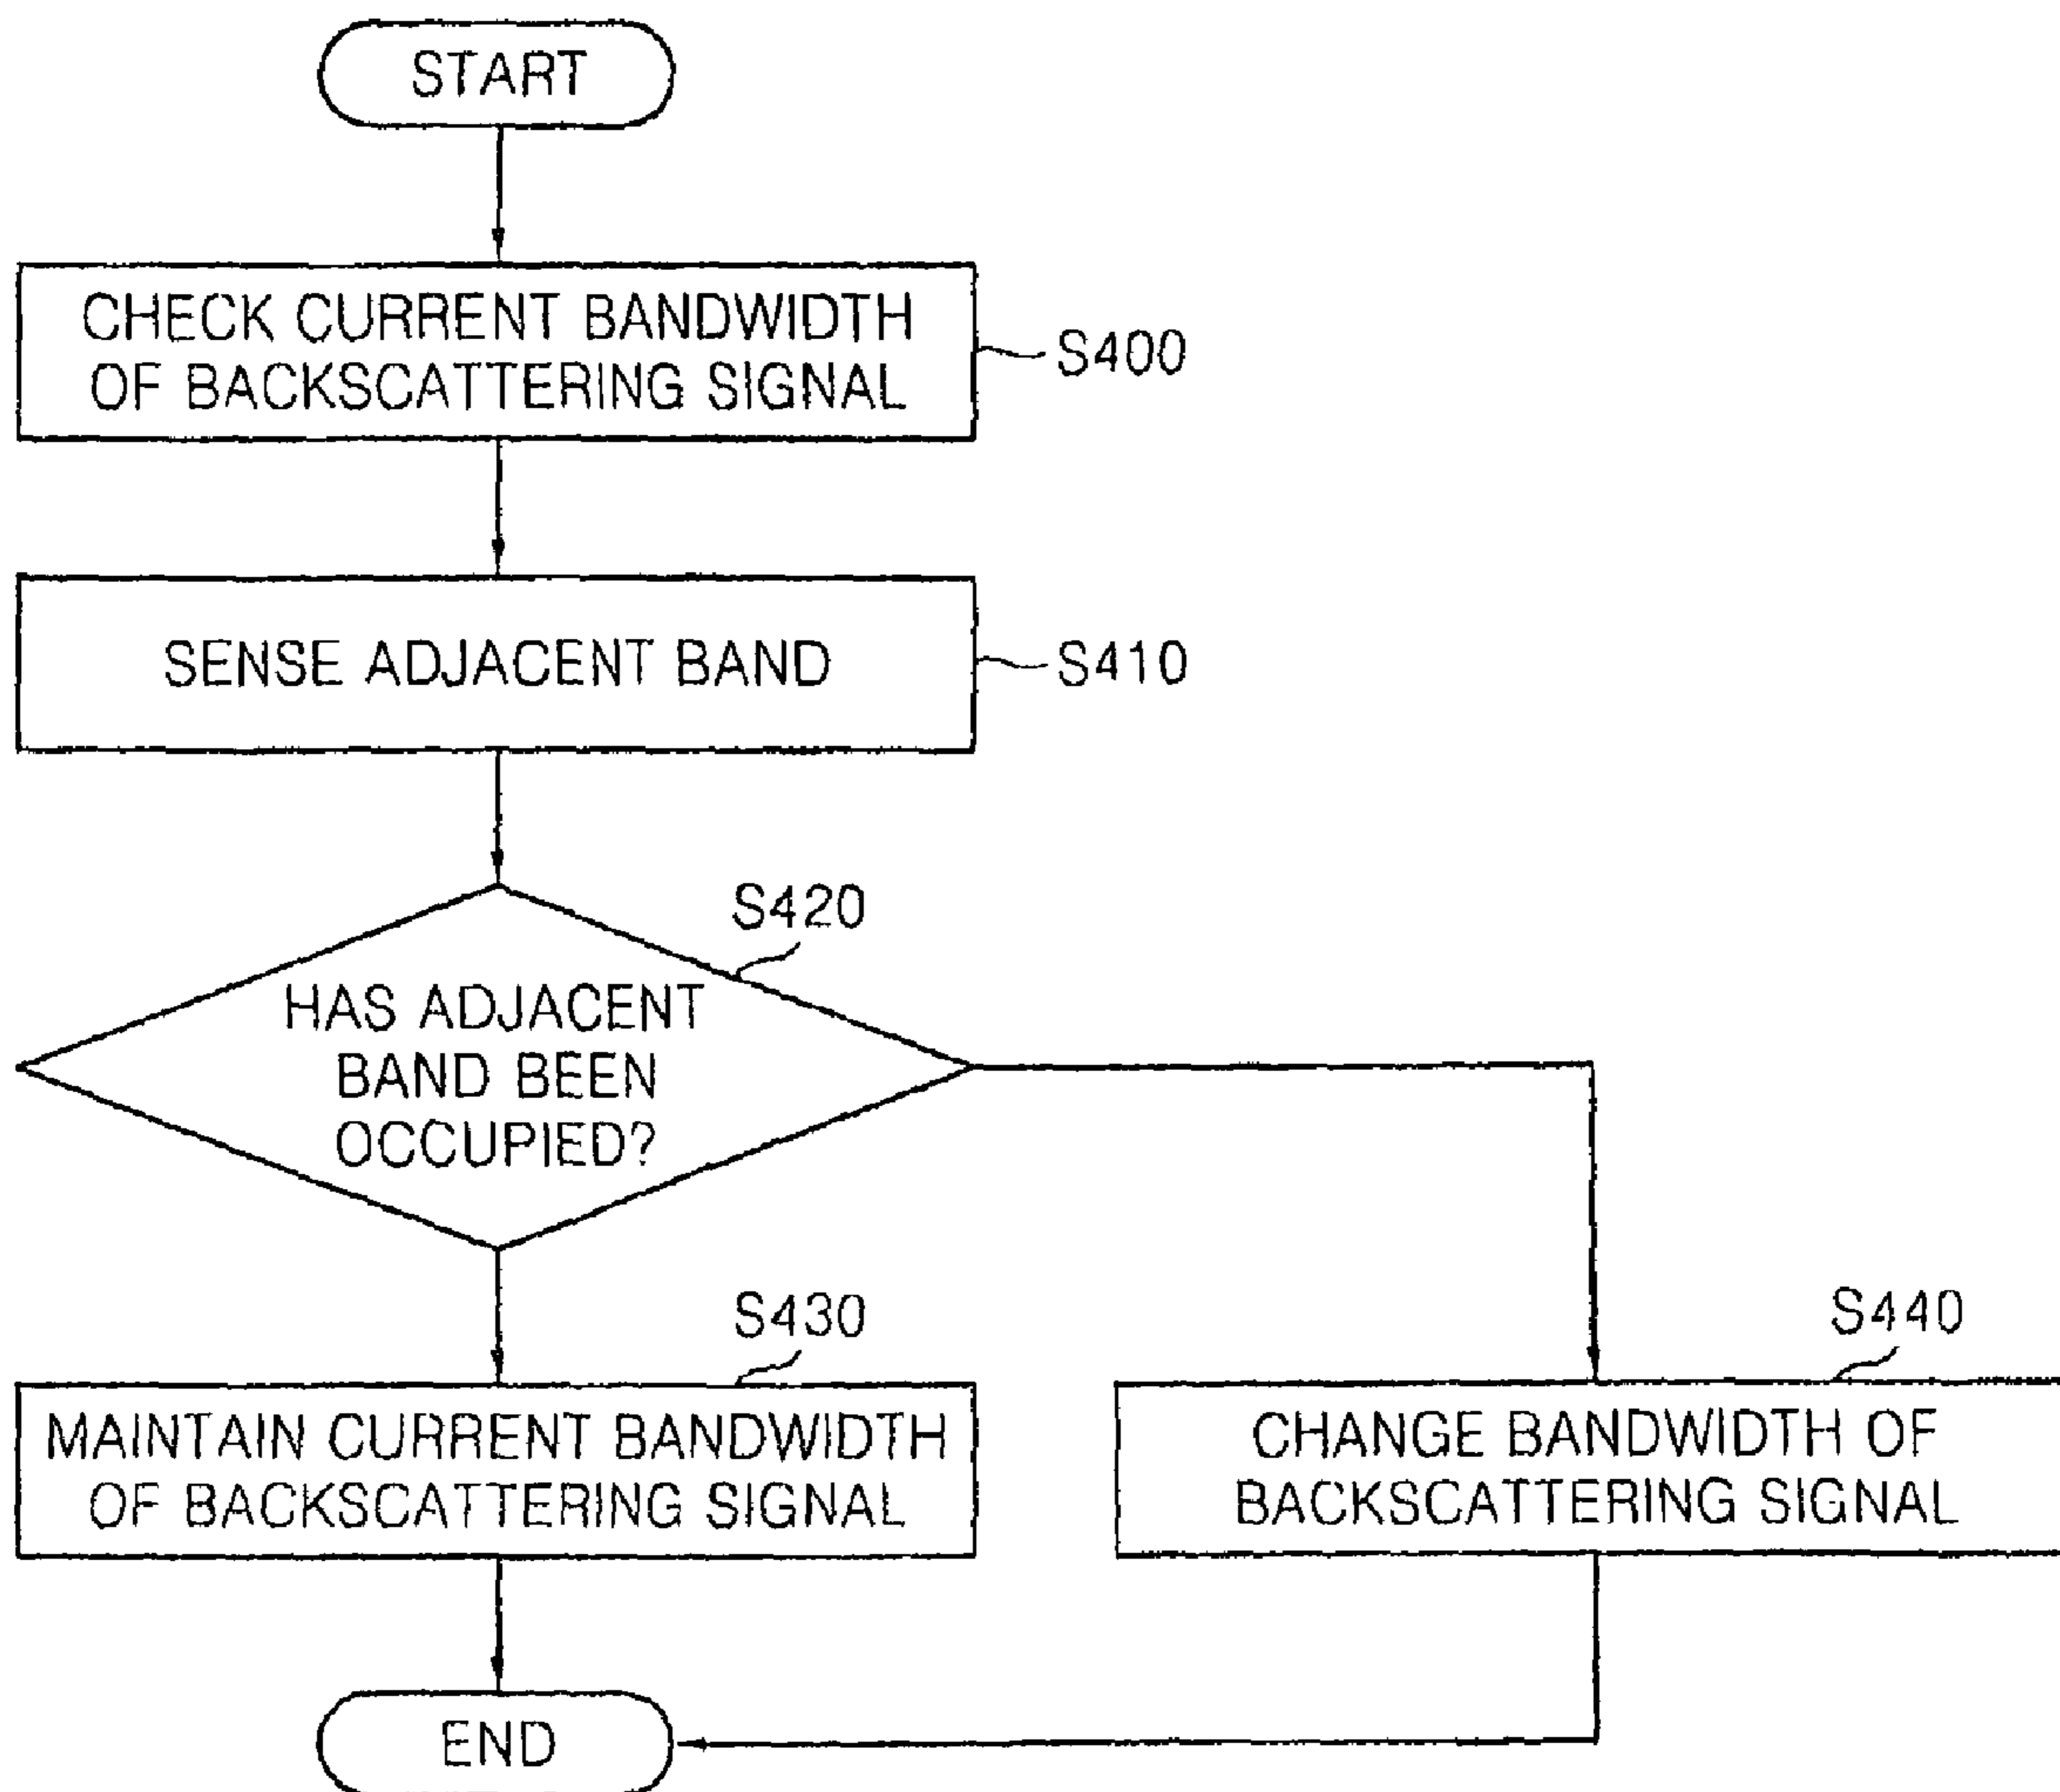 START
CHECK CURRENT BANDWIDTH
OF BACKSCATTERING SIGNAL
S400
SENSE ADJACENT BAND
S410
S420
HAS ADJACENT
BAND BEEN
OCCUPIED?
S430
MAINTAIN CURRENT BANDWIDTH
OF BACKSCATTERING SIGNAL
S440
CHANGE BANDWIDTH OF
BACKSCATTERING SIGNAL
END